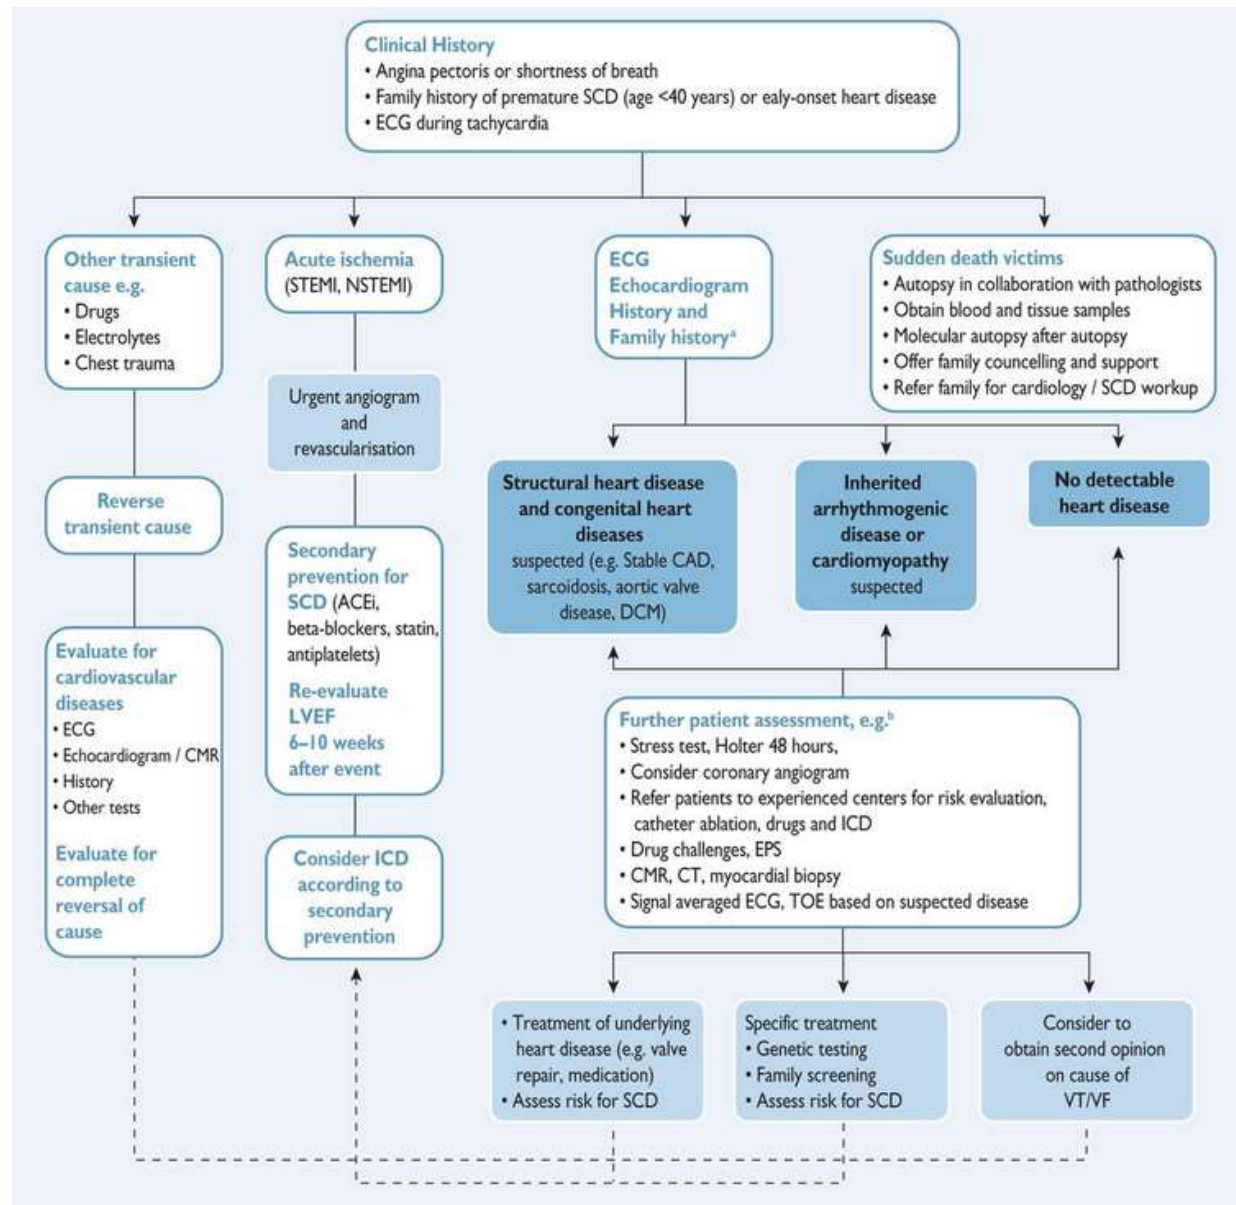 Clinical History
• Angina pectoris or shortness of breath
• Family history of premature SCD (age <40 years) or ealy-onset heart disease
• ECG during tachycardia
Other transient
cause e.g.
• Drugs
• Electrolytes
• Chest trauma
Reverse
transient cause
Evaluate for
cardiovascular
diseases
• ECG
• Echocardiogram / CMR
• History
• Other tests
Evaluate for
complete
reversal of
cause
Acute ischemia
(STEMI, NSTEMI)
Urgent angiogram
and
revascularisation
Secondary
prevention for
SCD (ACEi,
beta-blockers, statin,
antiplatelets)
Re-evaluate
LVEF
6–10 weeks
after event
Consider ICD
according to
secondary
prevention
ECG
Echocardiogram
History and
Family historyᵃ
Sudden death victims
• Autopsy in collaboration with pathologists
• Obtain blood and tissue samples
• Molecular autopsy after autopsy
• Offer family councelling and support
• Refer family for cardiology / SCD workup
Structural heart disease
and congenital heart
diseases
suspected (e.g. Stable CAD,
sarcoidosis, aortic valve
disease, DCM)
Inherited
arrhythmogenic
disease or
cardiomyopathy
suspected
No detectable
heart disease
Further patient assessment, e.g.ᵇ
• Stress test, Holter 48 hours,
• Consider coronary angiogram
• Refer patients to experienced centers for risk evaluation,
catheter ablation, drugs and ICD
• Drug challenges, EPS
• CMR, CT, myocardial biopsy
• Signal averaged ECG, TOE based on suspected disease
• Treatment of underlying
heart disease (e.g. valve
repair, medication)
• Assess risk for SCD
Specific treatment
• Genetic testing
• Family screening
• Assess risk for SCD
Consider to
obtain second opinion
on cause of
VT/VF